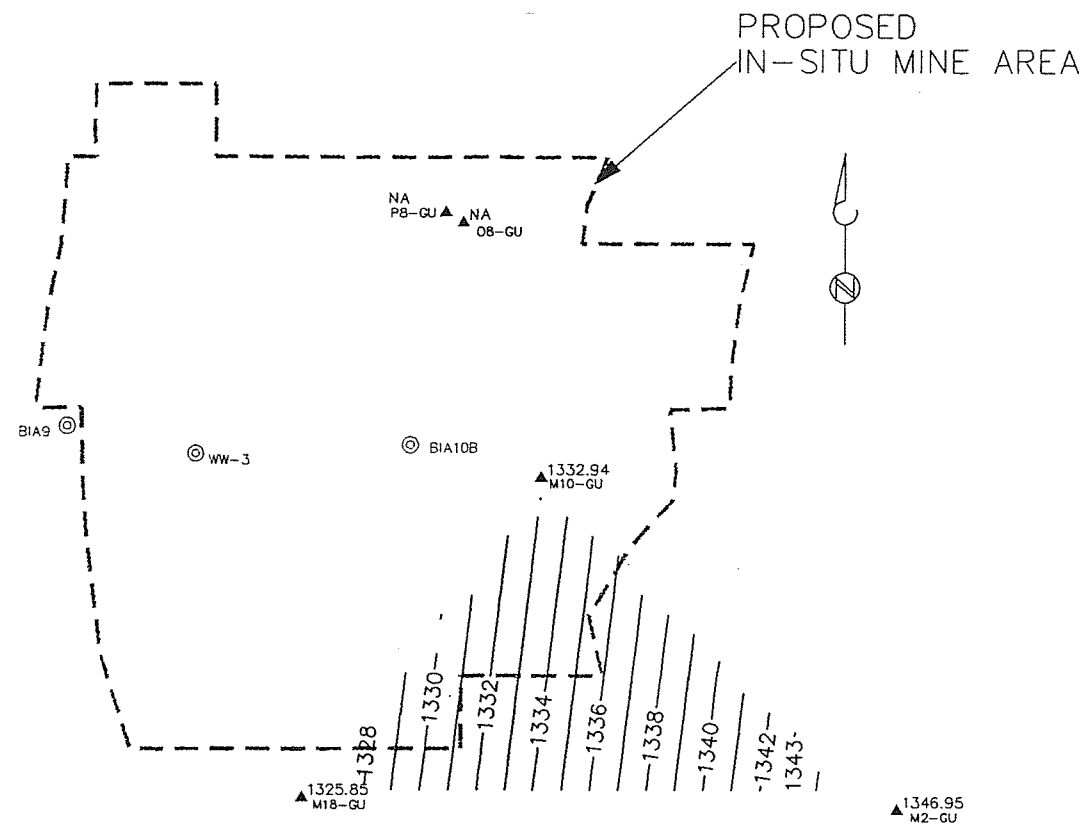 PROPOSED
IN-SITU MINE AREA
NA
P8-GU
NA
O8-GU
N
BIA9
WW-3
BIA10B
1332.94
M10-GU
1328
1330
1332
1334
1336
1338
1340
1342
1343
1325.85
M18-GU
1346.95
M2-GU